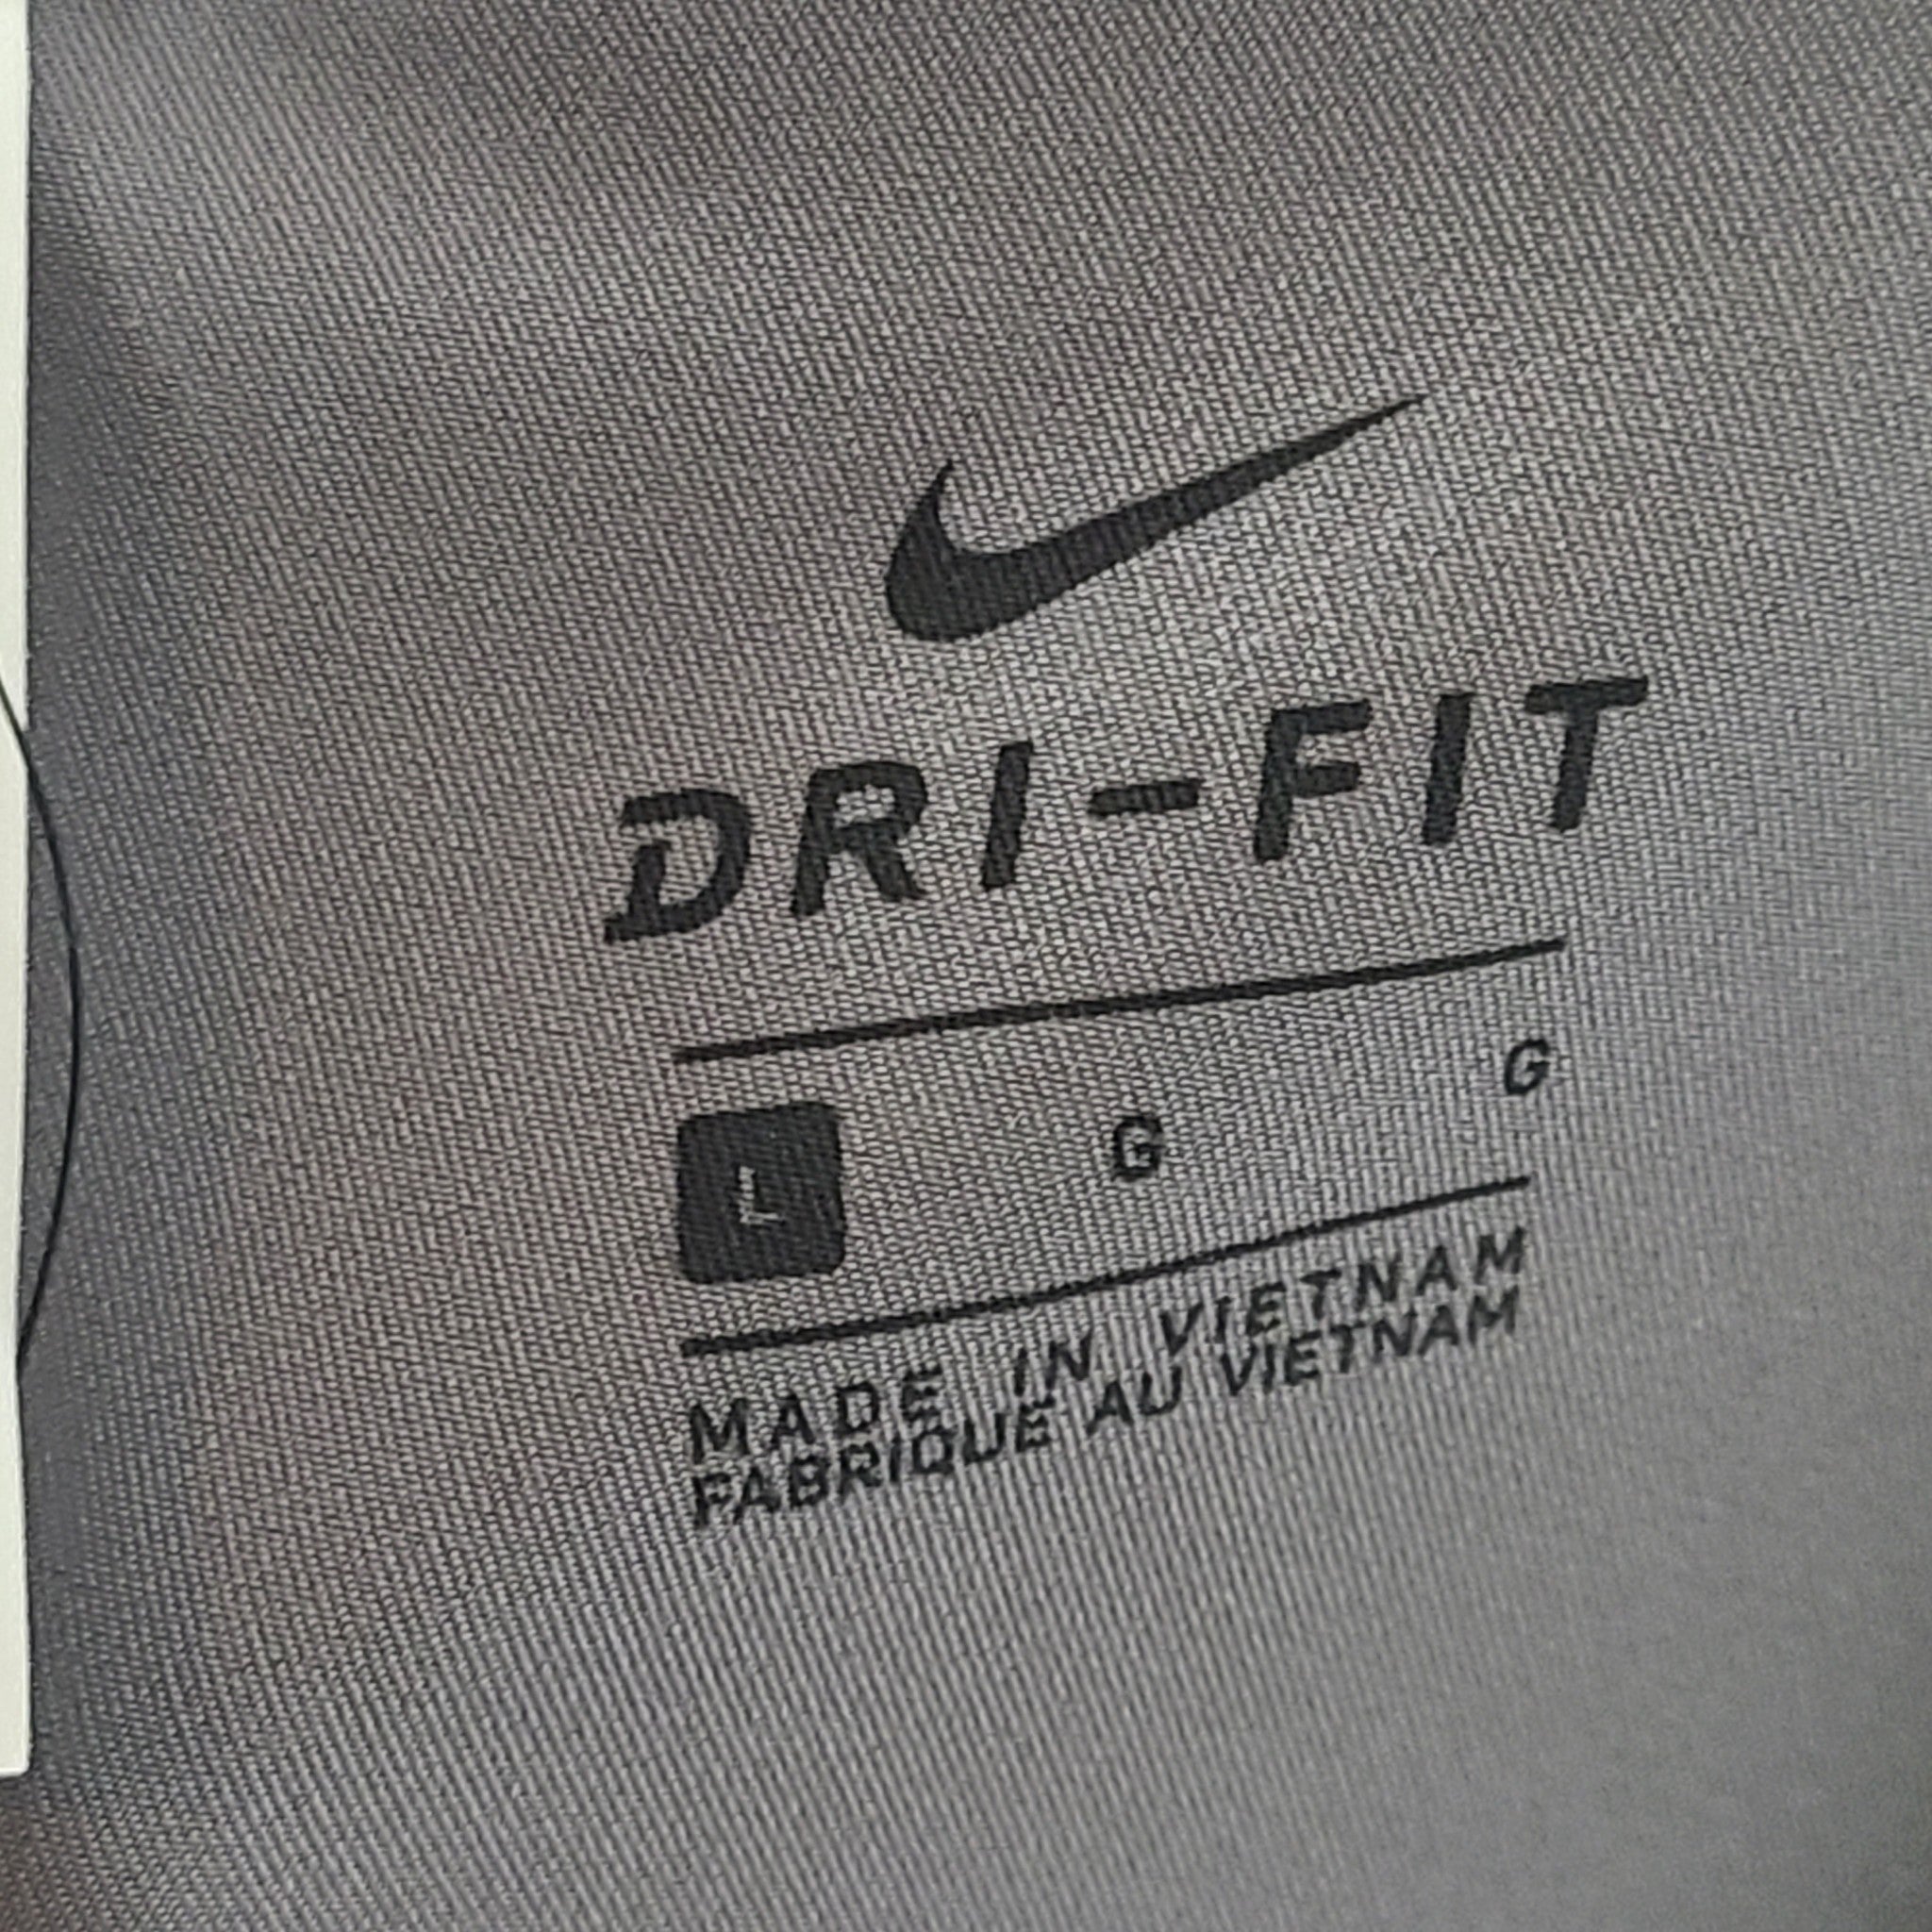 DRI-FIT
L G G
MADE IN VIETNAM
FABRIQUE AU VIETNAM